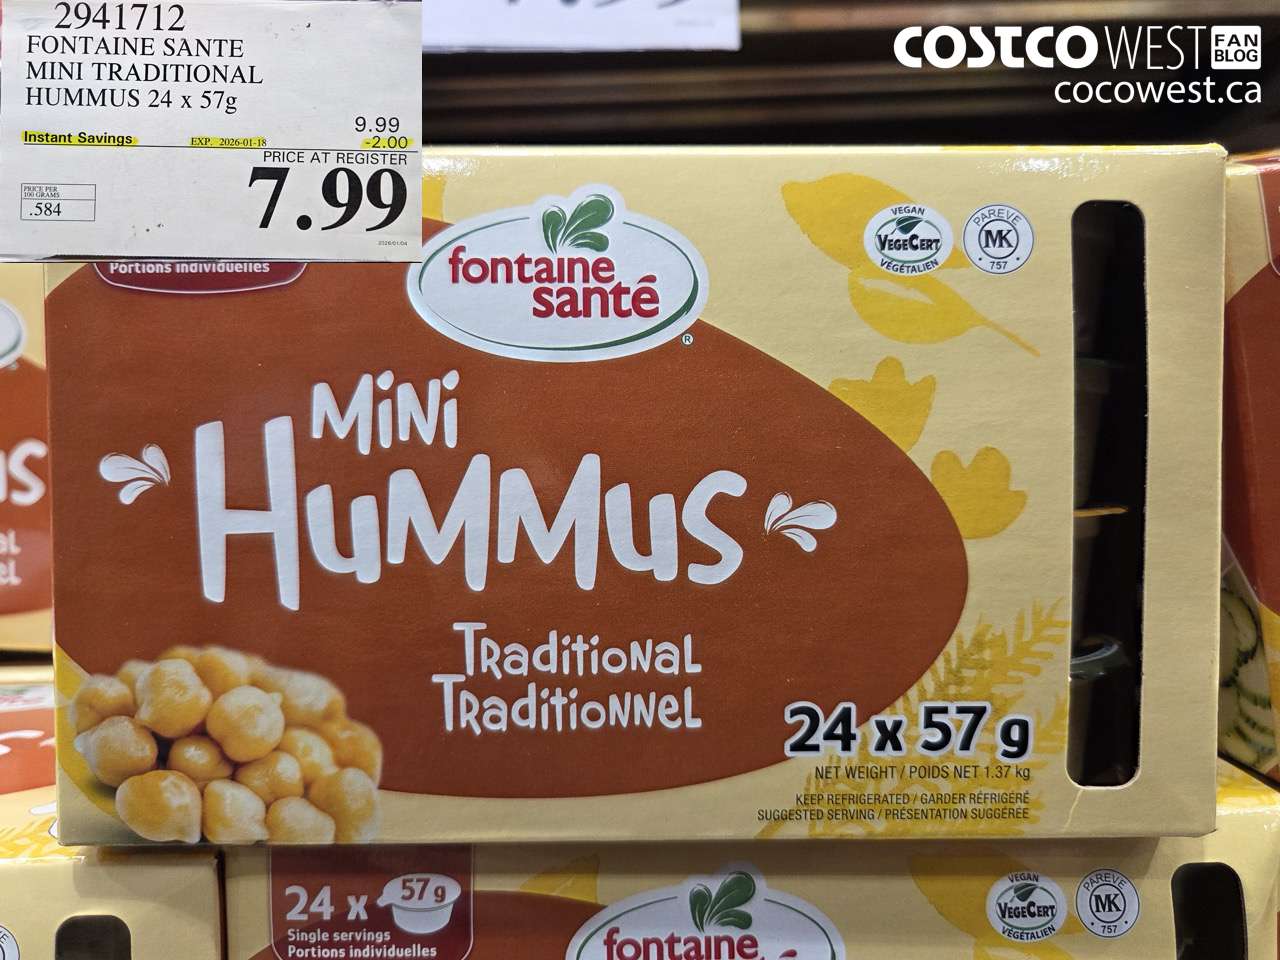 2941712
FONTAINE SANTE
MINI TRADITIONAL
HUMMUS 24 x 57g
9.99
Instant Savings EXP. 2026-01-18 -2.00
PRICE AT REGISTER
7.99
PRICE PER
100 GRAMS
.584
2026/01/04
COSTCO WEST FAN BLOG
cocowest.ca
Portions individuelles
fontaine
santé
®
VEGAN
VEGECERT
VÉGÉTALIEN
PAREVE
MK
757
MiNi
HUMMUS
TRADITIONAL
TRADITIONNEL
24 x 57 g
NET WEIGHT / POIDS NET 1.37 kg
KEEP REFRIGERATED / GARDER RÉFRIGÉRÉ
SUGGESTED SERVING / PRÉSENTATION SUGGÉRÉE
24 x 57 g
Single servings
Portions individuelles
fontaine
VEGAN
VEGECERT
VÉGÉTALIEN
PAREVE
MK
757